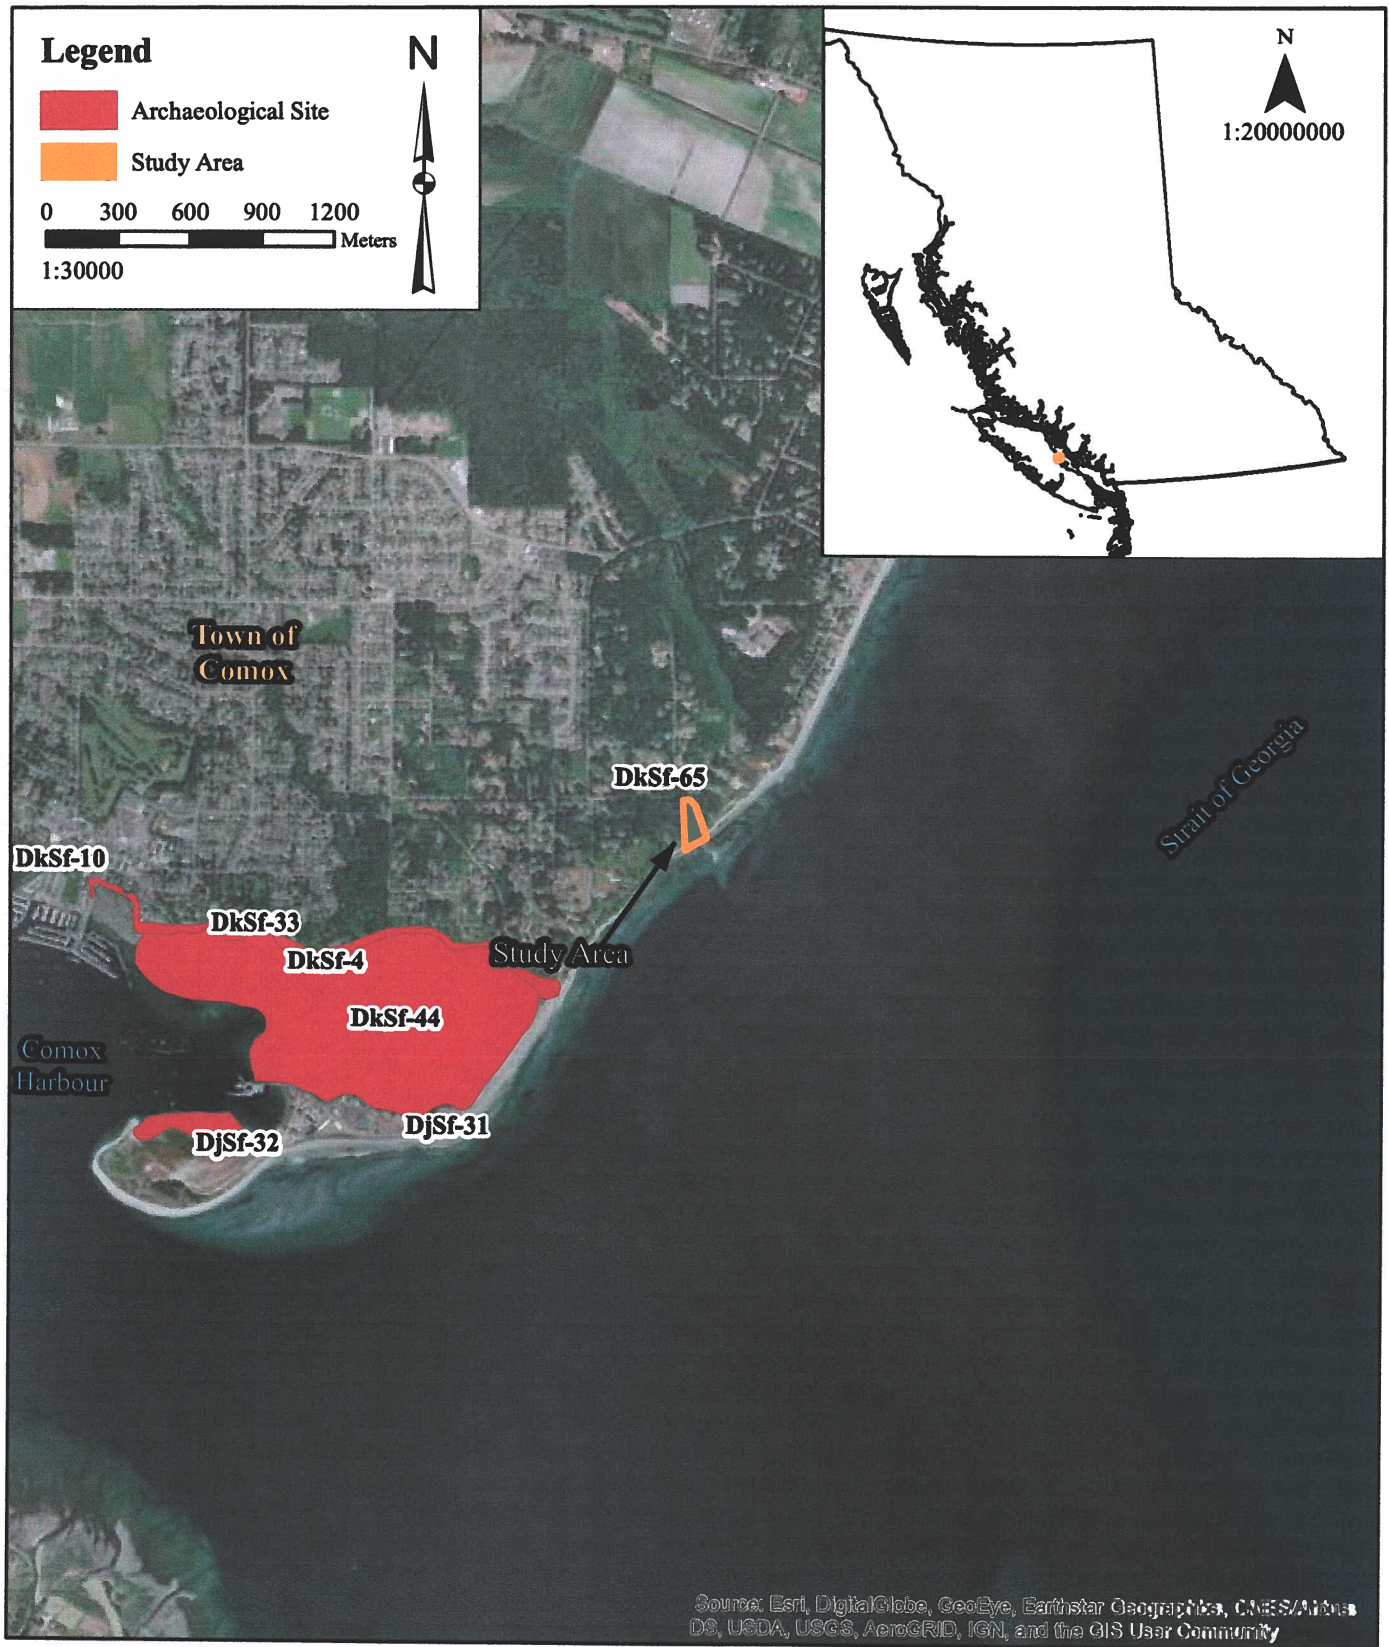 Legend
N
Archaeological Site
Study Area
0 300 600 900 1200
Meters
1:30000
N
1:20000000
Town of
Comox
DkSf-65
Strait of Georgia
DkSf-10
DkSf-33
DkSf-4
Study Area
DkSf-44
Comox
Harbour
DjSf-31
DjSf-32
Source: Esri, DigitalGlobe, GeoEye, Earthstar Geographics, CNES/Airbus
DS, USDA, USGS, AeroGRID, IGN, and the GIS User Community